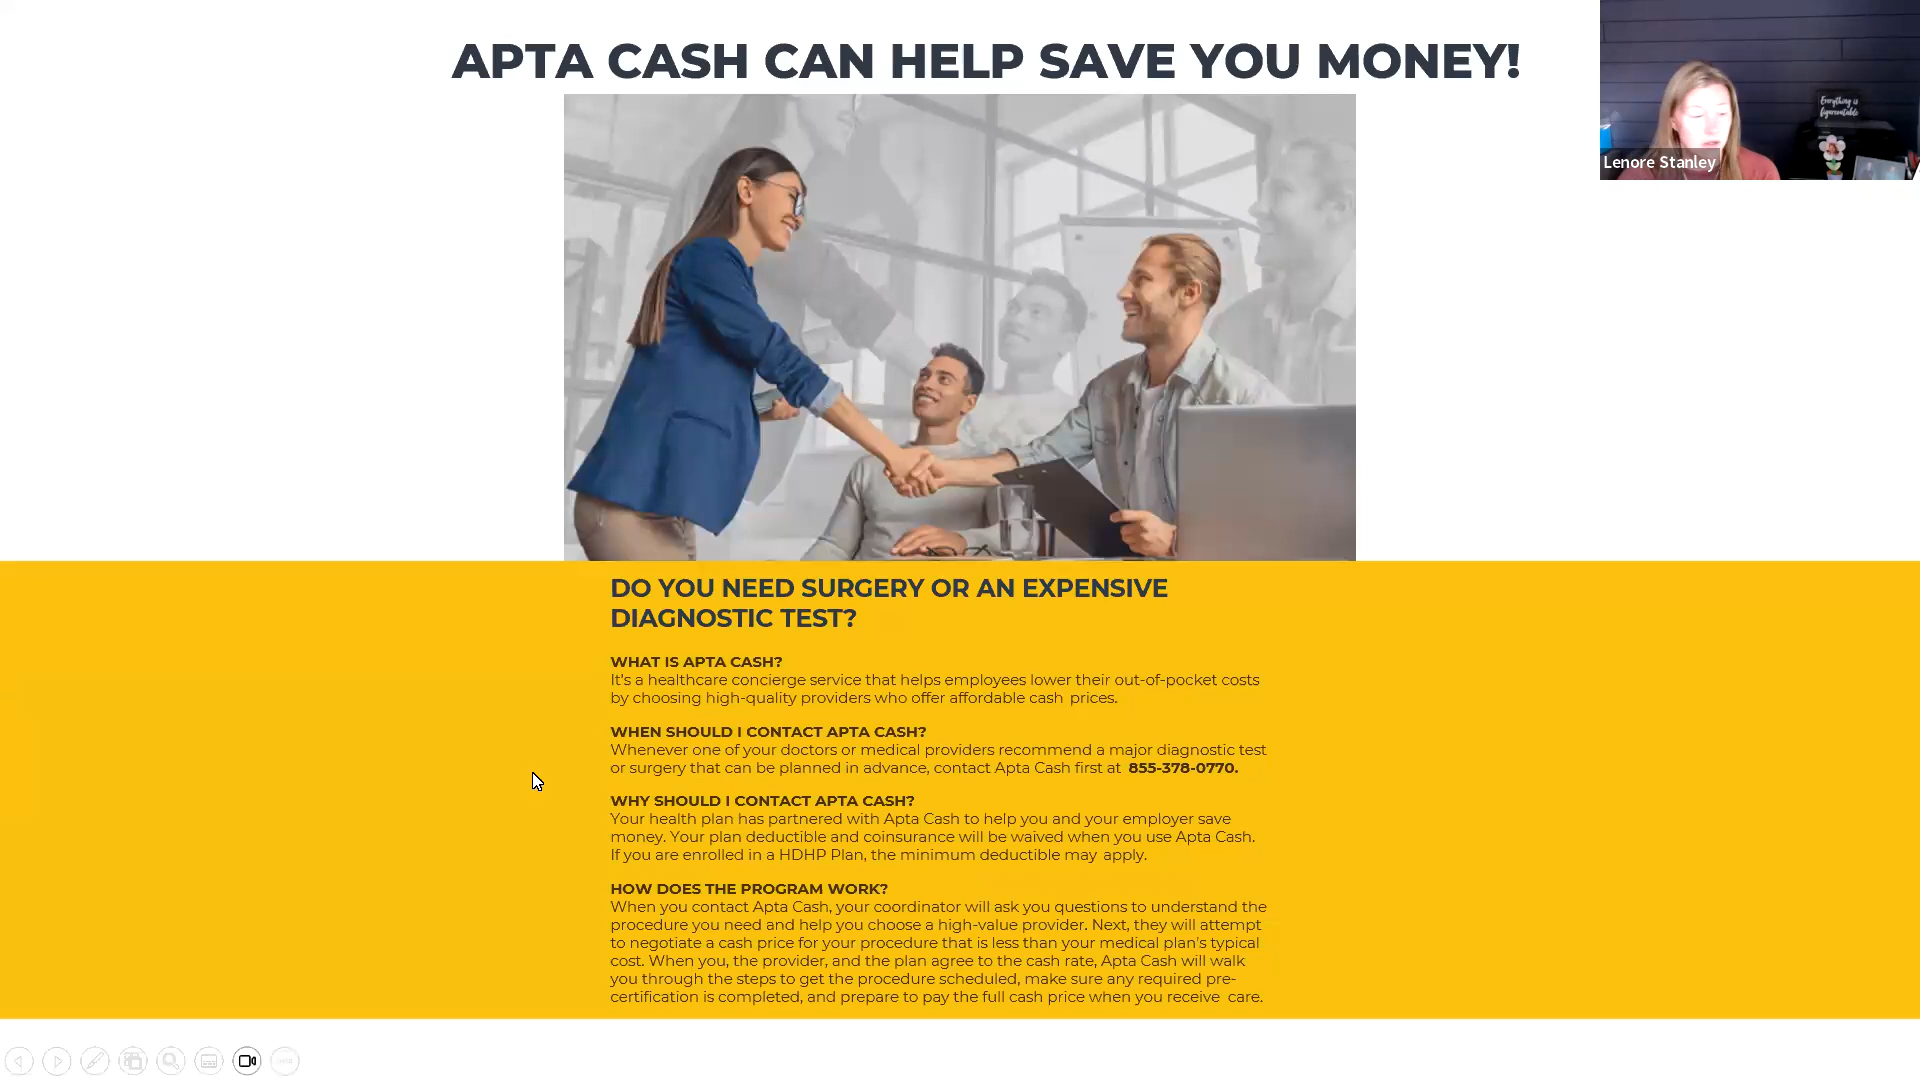 APTA CASH CAN HELP SAVE YOU MONEY!
Everything is
figureoutable
Lenore Stanley
DO YOU NEED SURGERY OR AN EXPENSIVE
DIAGNOSTIC TEST?
WHAT IS APTA CASH?
It's a healthcare concierge service that helps employees lower their out-of-pocket costs
by choosing high-quality providers who offer affordable cash prices.
WHEN SHOULD I CONTACT APTA CASH?
Whenever one of your doctors or medical providers recommend a major diagnostic test
or surgery that can be planned in advance, contact Apta Cash first at 855-378-0770.
WHY SHOULD I CONTACT APTA CASH?
Your health plan has partnered with Apta Cash to help you and your employer save
money. Your plan deductible and coinsurance will be waived when you use Apta Cash.
If you are enrolled in a HDHP Plan, the minimum deductible may apply.
HOW DOES THE PROGRAM WORK?
When you contact Apta Cash, your coordinator will ask you questions to understand the
procedure you need and help you choose a high-value provider. Next, they will attempt
to negotiate a cash price for your procedure that is less than your medical plan's typical
cost. When you, the provider, and the plan agree to the cash rate, Apta Cash will walk
you through the steps to get the procedure scheduled, make sure any required pre-
certification is completed, and prepare to pay the full cash price when you receive care.